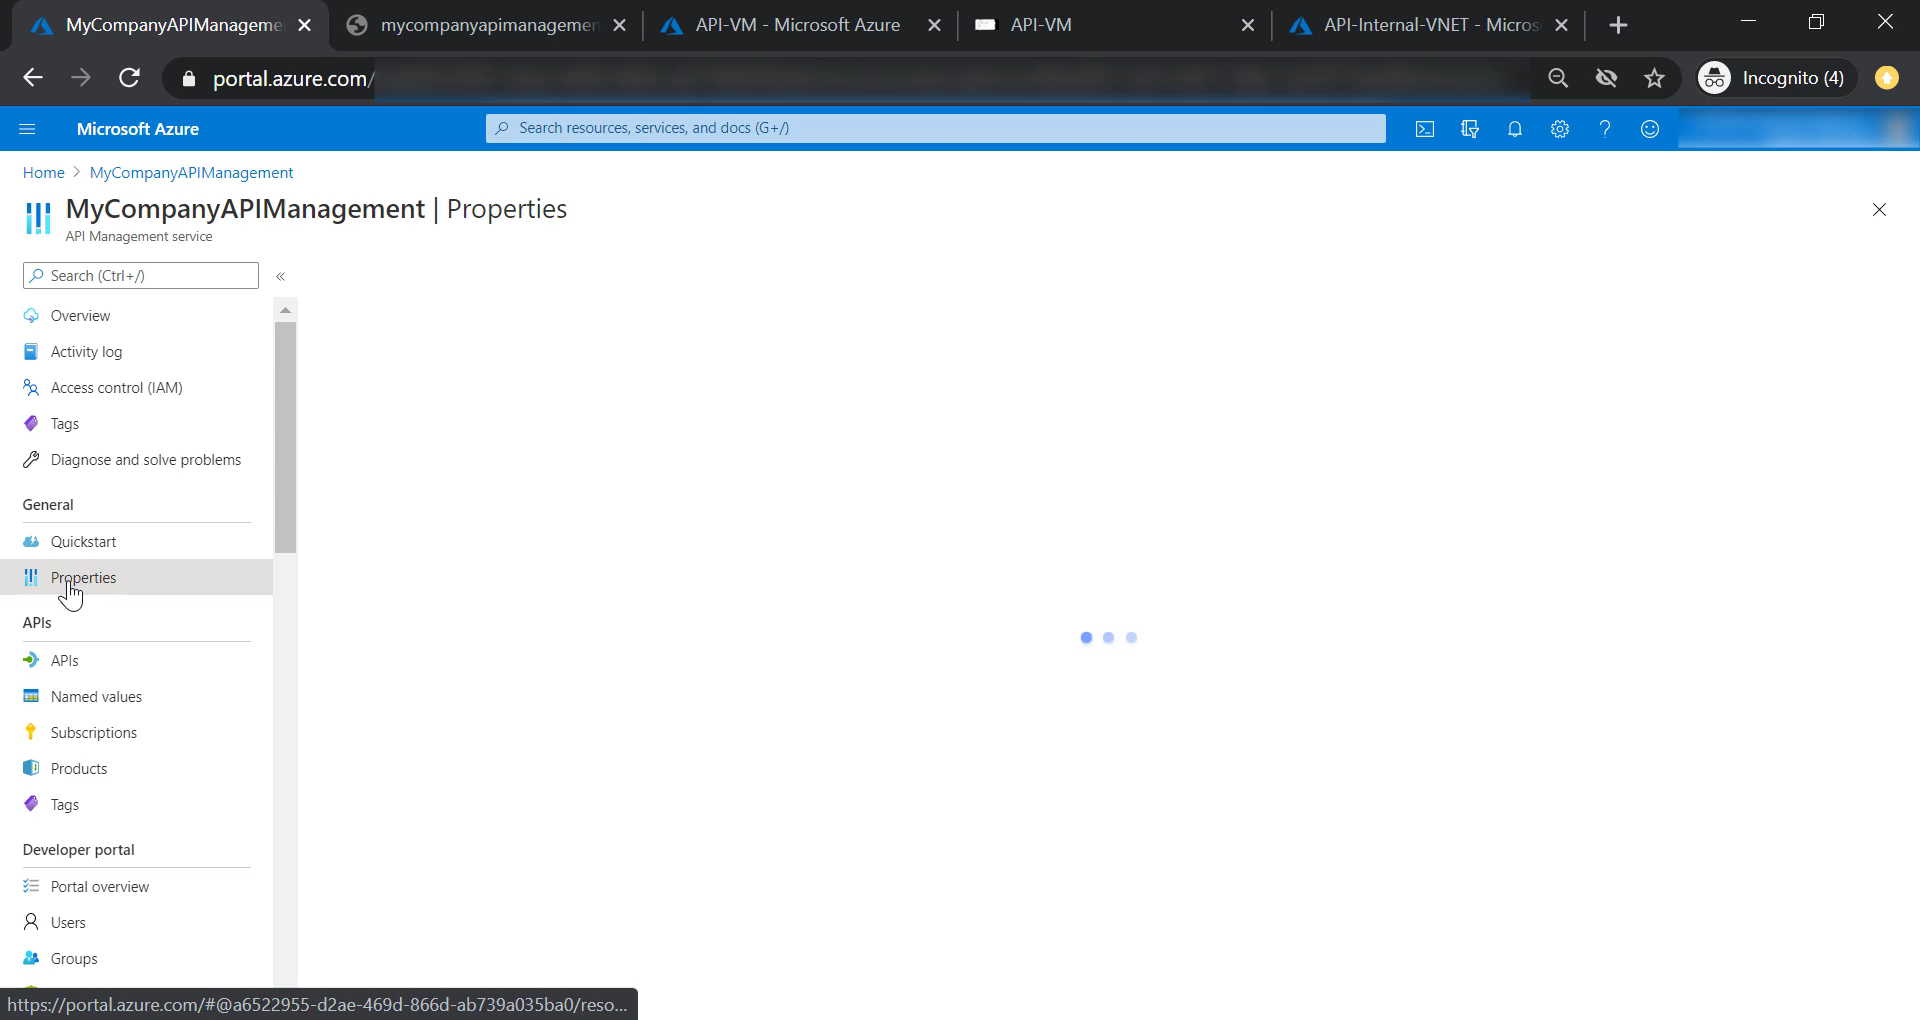 MyCompanyAPIManageme
mycompanyapimanagemen
API-VM - Microsoft Azure
API-VM
API-Internal-VNET - Micros
portal.azure.com/
Incognito (4)
Microsoft Azure
Search resources, services, and docs (G+/)
Home > MyCompanyAPIManagement
MyCompanyAPIManagement | Properties
API Management service
Search (Ctrl+/)
«
Overview
Activity log
Access control (IAM)
Tags
Diagnose and solve problems
General
Quickstart
Properties
APIs
APIs
Named values
Subscriptions
Products
Tags
Developer portal
Portal overview
Users
Groups
https://portal.azure.com/#@a6522955-d2ae-469d-866d-ab739a035ba0/reso...